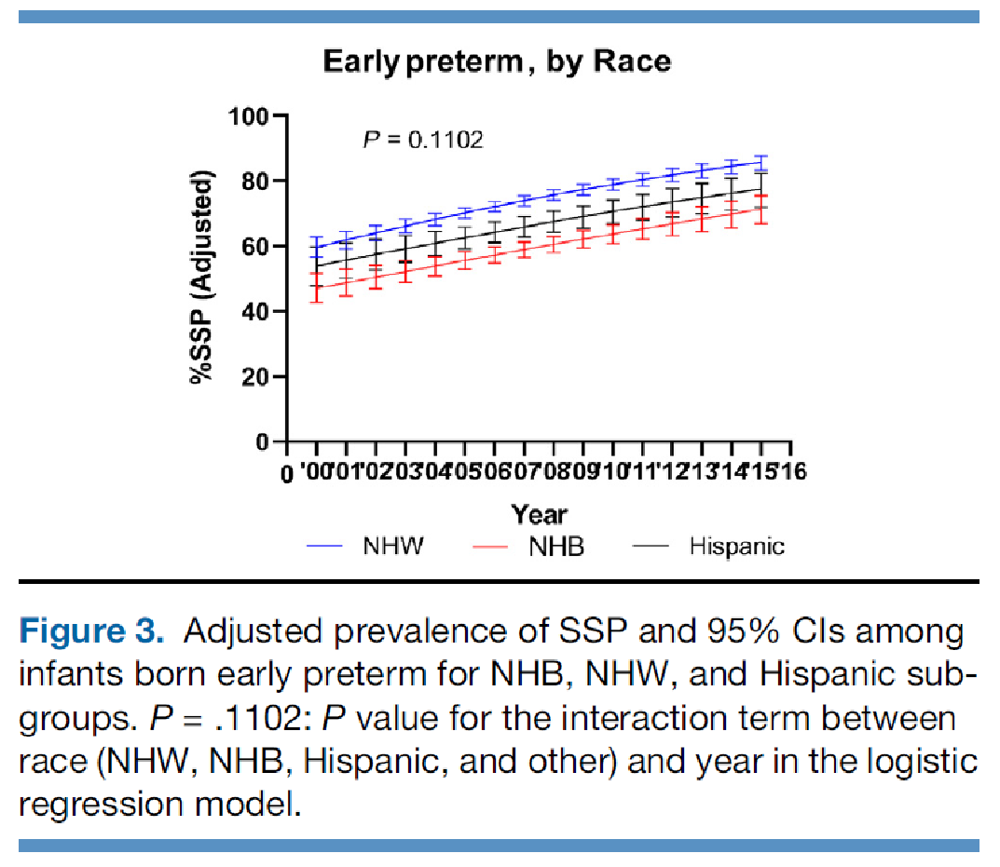 Early preterm, by Race
P = 0.1102
%SSP (Adjusted)
100
80
60
40
20
0
0 '00 '01 '02 '03 '04 '05 '06 '07 '08 '09 '10 '11 '12 '13 '14 '15 '16
Year
NHW NHB Hispanic
Figure 3. Adjusted prevalence of SSP and 95% CIs among
infants born early preterm for NHB, NHW, and Hispanic sub-
groups. P = .1102: P value for the interaction term between
race (NHW, NHB, Hispanic, and other) and year in the logistic
regression model.